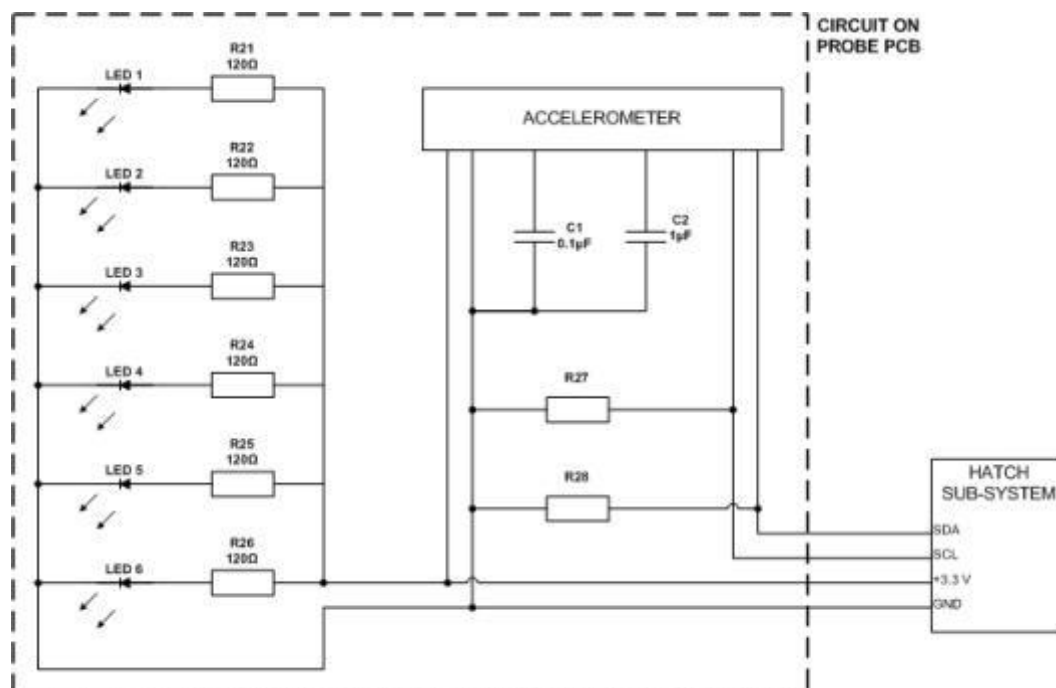 CIRCUIT ON
PROBE PCB
R21
120Ω
LED 1
ACCELEROMETER
R22
120Ω
LED 2
C1
0.1µF
C2
1µF
R23
120Ω
LED 3
R24
120Ω
LED 4
R27
R25
120Ω
LED 5
R28
HATCH
SUB-SYSTEM
SDA
SCL
+3.3 V
GND
R26
120Ω
LED 6